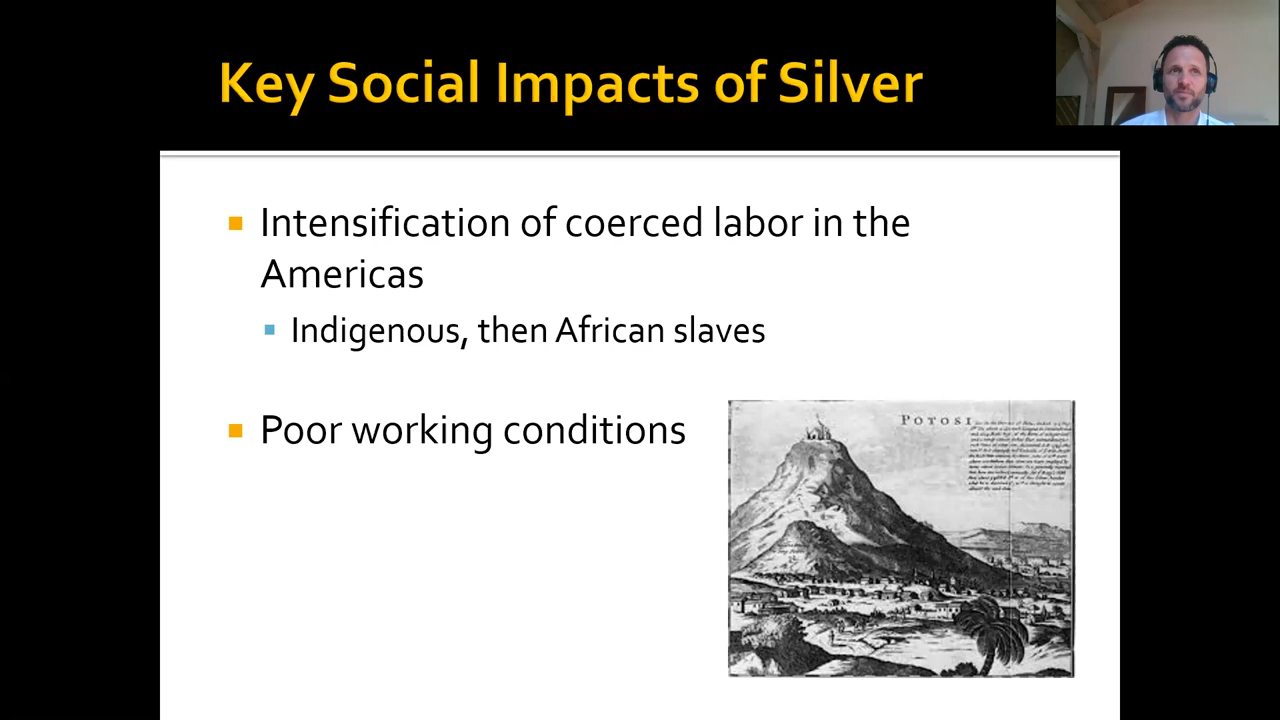 Key Social Impacts of Silver
Intensification of coerced labor in the
Americas
Indigenous, then African slaves
Poor working conditions
POTOSI